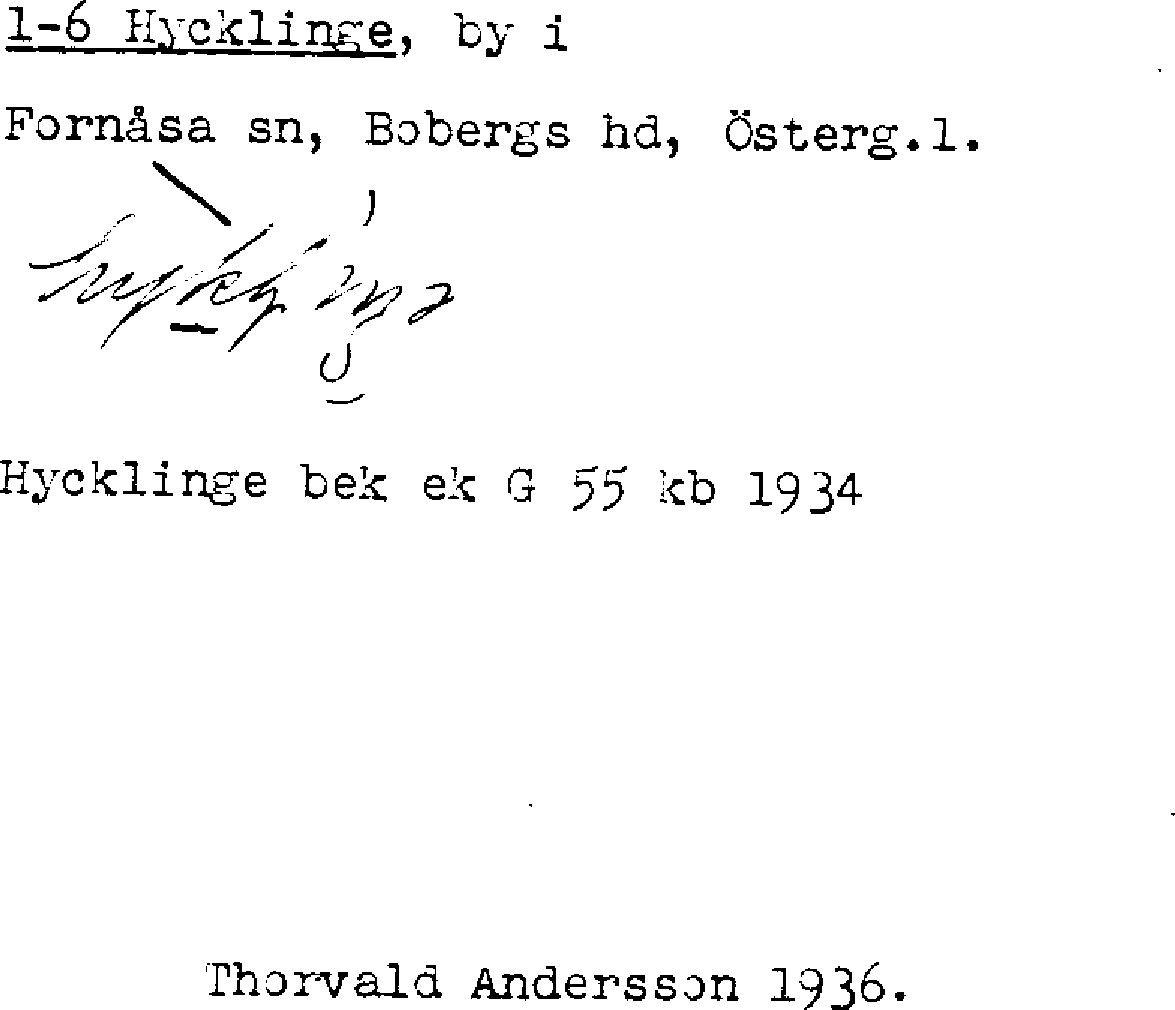 1-6 Hycklinge, by i
Fornåsa sn, Bobergs hd, Österg.l.
Hycklinge bek ek G 55 kb 1934
Thorvald Andersson 1936.